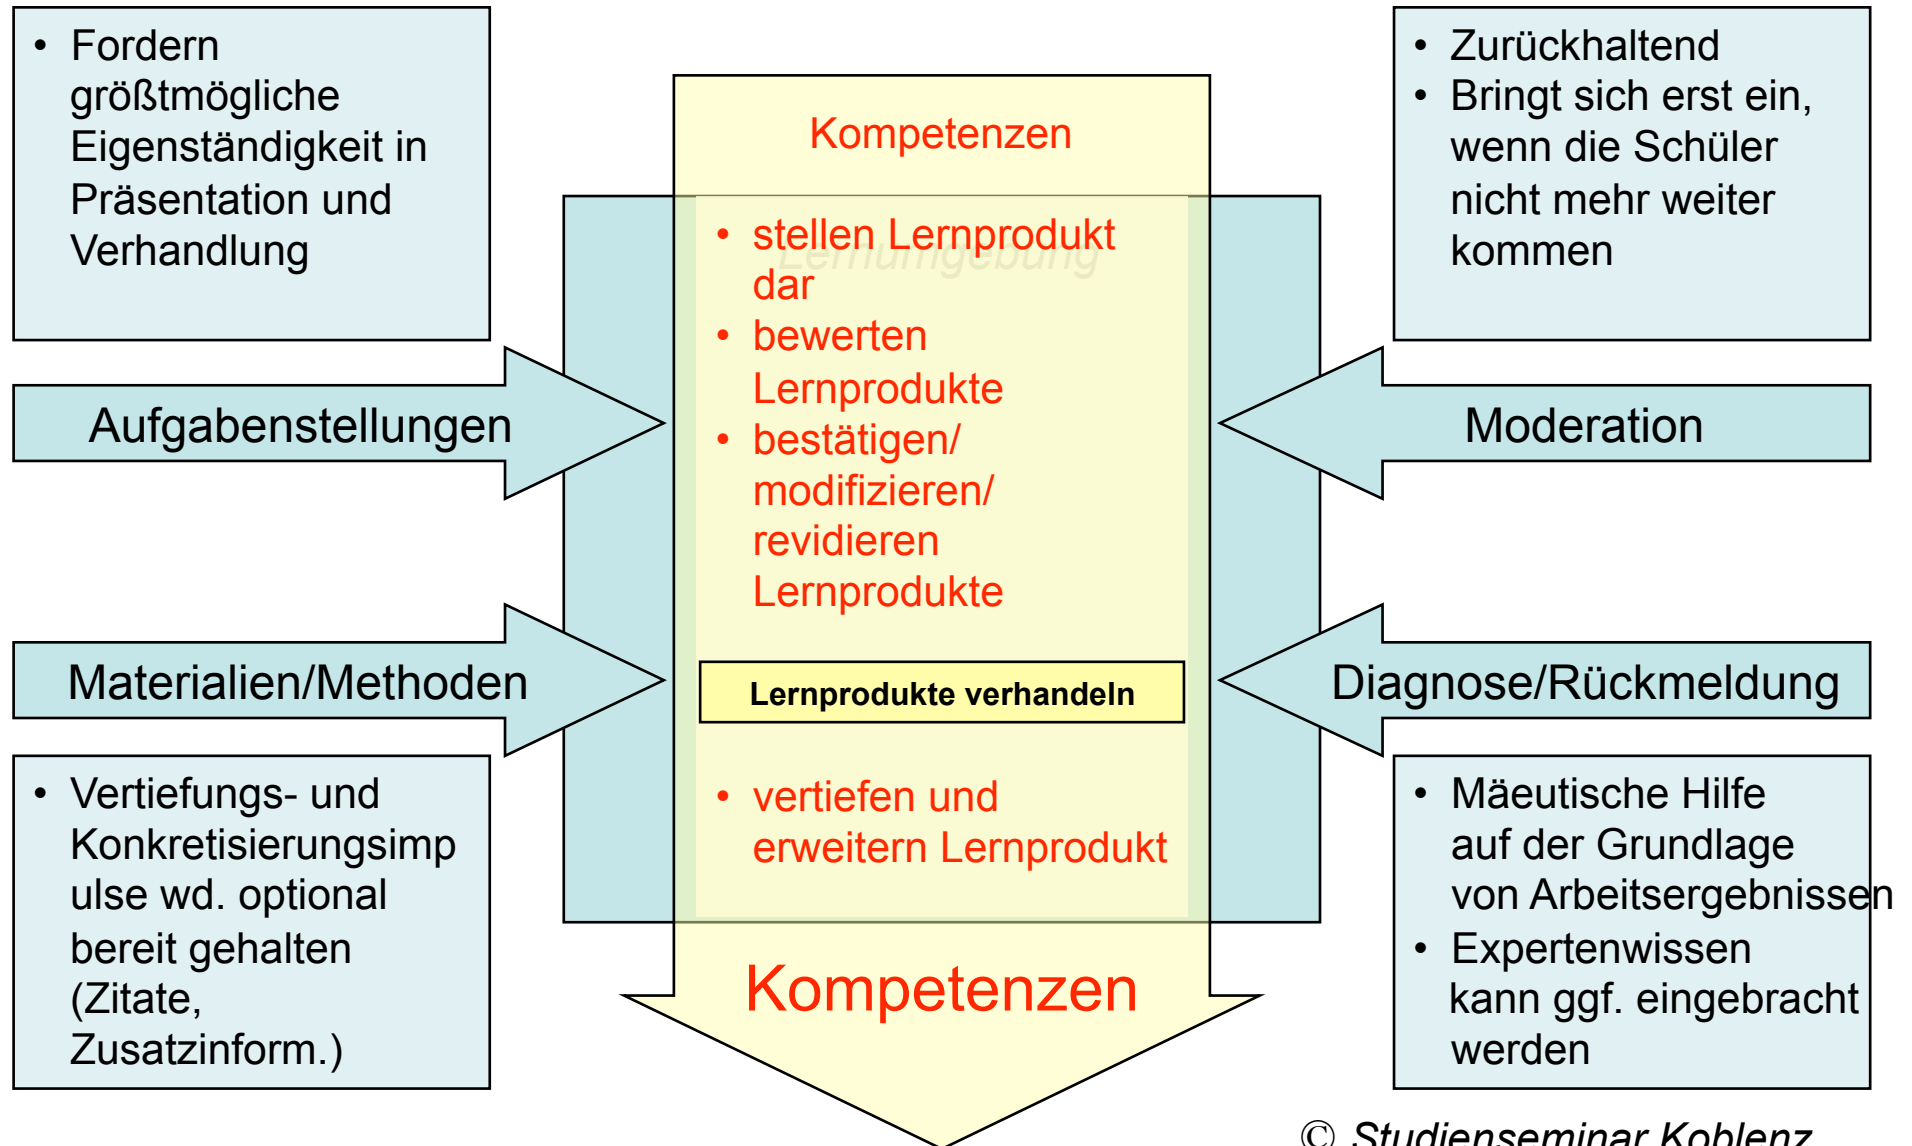 • Fordern
größtmögliche
Eigenständigkeit in
Präsentation und
Verhandlung
Aufgabenstellungen
Materialien/Methoden
• Vertiefungs- und
Konkretisierungsimp
ulse wd. optional
bereit gehalten
(Zitate,
Zusatzinform.)
Kompetenzen
Lernumgebung
• stellen Lernprodukt
dar
• bewerten
Lernprodukte
• bestätigen/
modifizieren/
revidieren
Lernprodukte
Lernprodukte verhandeln
• vertiefen und
erweitern Lernprodukt
Kompetenzen
• Zurückhaltend
• Bringt sich erst ein,
wenn die Schüler
nicht mehr weiter
kommen
Moderation
Diagnose/Rückmeldung
• Mäeutische Hilfe
auf der Grundlage
von Arbeitsergebnissen
• Expertenwissen
kann ggf. eingebracht
werden
© Studienseminar Koblenz